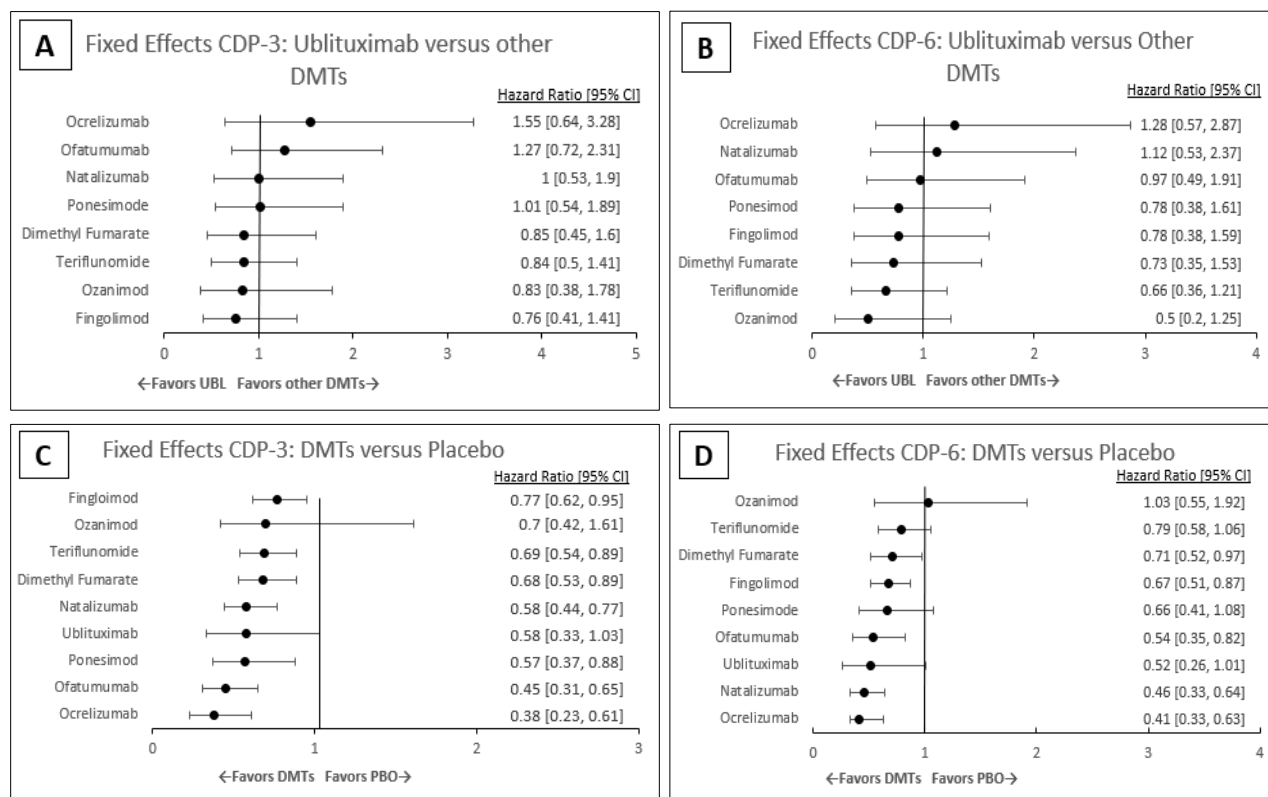 A
Fixed Effects CDP-3: Ublituximab versus other
DMTs
Hazard Ratio [95% CI]
Ocrelizumab 1.55 [0.64, 3.28]
Ofatumumab 1.27 [0.72, 2.31]
Natalizumab 1 [0.53, 1.9]
Ponesimode 1.01 [0.54, 1.89]
Dimethyl Fumarate 0.85 [0.45, 1.6]
Teriflunomide 0.84 [0.5, 1.41]
Ozanimod 0.83 [0.38, 1.78]
Fingolimod 0.76 [0.41, 1.41]
0 1 2 3 4 5
←Favors UBL Favors other DMTs→
B
Fixed Effects CDP-6: Ublituximab versus Other
DMTs
Hazard Ratio [95% CI]
Ocrelizumab 1.28 [0.57, 2.87]
Natalizumab 1.12 [0.53, 2.37]
Ofatumumab 0.97 [0.49, 1.91]
Ponesimod 0.78 [0.38, 1.61]
Fingolimod 0.78 [0.38, 1.59]
Dimethyl Fumarate 0.73 [0.35, 1.53]
Teriflunomide 0.66 [0.36, 1.21]
Ozanimod 0.5 [0.2, 1.25]
0 1 2 3 4
←Favors UBL Favors other DMTs→
C
Fixed Effects CDP-3: DMTs versus Placebo
Hazard Ratio [95% CI]
Fingloimod 0.77 [0.62, 0.95]
Ozanimod 0.7 [0.42, 1.61]
Teriflunomide 0.69 [0.54, 0.89]
Dimethyl Fumarate 0.68 [0.53, 0.89]
Natalizumab 0.58 [0.44, 0.77]
Ublituximab 0.58 [0.33, 1.03]
Ponesimod 0.57 [0.37, 0.88]
Ofatumumab 0.45 [0.31, 0.65]
Ocrelizumab 0.38 [0.23, 0.61]
0 1 2 3
←Favors DMTs Favors PBO→
D
Fixed Effects CDP-6: DMTs versus Placebo
Hazard Ratio [95% CI]
Ozanimod 1.03 [0.55, 1.92]
Teriflunomide 0.79 [0.58, 1.06]
Dimethyl Fumarate 0.71 [0.52, 0.97]
Fingolimod 0.67 [0.51, 0.87]
Ponesimode 0.66 [0.41, 1.08]
Ofatumumab 0.54 [0.35, 0.82]
Ublituximab 0.52 [0.26, 1.01]
Natalizumab 0.46 [0.33, 0.64]
Ocrelizumab 0.41 [0.33, 0.63]
0 1 2 3 4
←Favors DMTs Favors PBO→